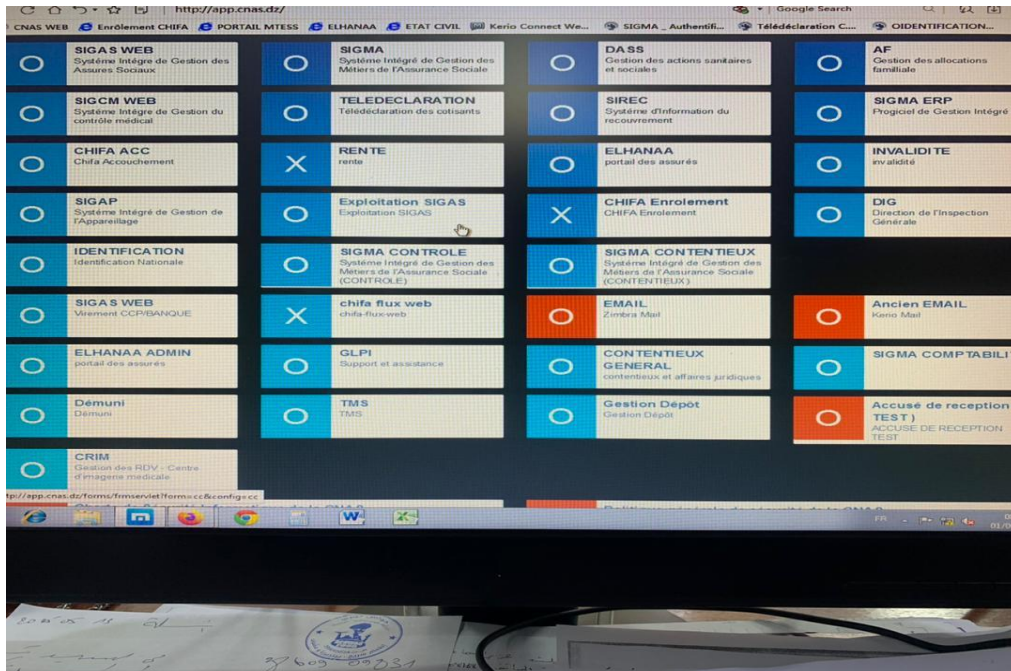 http://app.cnas.dz/
Google Search
CNAS WEB Enrôlement CHIFA PORTAIL MTESS ELHANAA ETAT CIVIL Kerio Connect We... SIGMA _ Authentifi... Télédéclaration C... OIDENTIFICATION...
SIGAS WEB
Système Intégre de Gestion des
Assures Sociaux
SIGMA
Système Intégré de Gestion des
Métiers de l'Assurance Sociale
DASS
Gestion des actions sanitaires
et sociales
AF
Gestion des allocations
familliale
SIGCM WEB
Système Intégre de Gestion du
contrôle médical
TELEDECLARATION
Télédéclaration des cotisants
SIREC
Système d'Information du
recouvrement
SIGMA ERP
Progiciel de Gestion Intégré
CHIFA ACC
Chifa Accouchement
RENTE
rente
ELHANAA
portail des assurés
INVALIDITE
invalidité
SIGAP
Système Intégré de Gestion de
l'Appareillage
Exploitation SIGAS
Exploitation SIGAS
CHIFA Enrolement
CHIFA Enrolement
DIG
Direction de l'Inspection
Générale
IDENTIFICATION
Identification Nationale
SIGMA CONTROLE
Système Intégré de Gestion des
Métiers de l'Assurance Sociale
(CONTROLE)
SIGMA CONTENTIEUX
Système Intégré de Gestion des
Métiers de l'Assurance Sociale
(CONTENTIEUX)
SIGAS WEB
Virement CCP/BANQUE
chifa flux web
chifa-flux-web
EMAIL
Zimbra Mail
Ancien EMAIL
Kerio Mail
ELHANAA ADMIN
portail des assurés
GLPI
Support et assistance
CONTENTIEUX
GENERAL
contentieux et affaires juridiques
SIGMA COMPTABILI
Démuni
Démuni
TMS
TMS
Gestion Dépôt
Gestion Dépôt
Accusé de reception
TEST )
ACCUSE DE RECEPTION
TEST
CRIM
Gestion des RDV - Centre
d'imagerie medicale
tp://app.cnas.dz/forms/frmservlet?form=cc&config=cc
FR
01/0